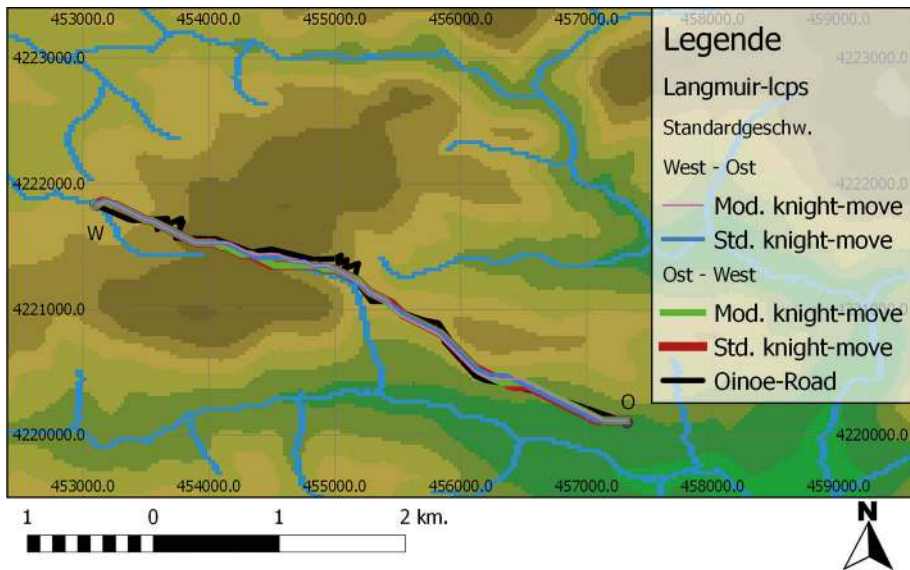 453000.0 454000.0 455000.0 456000.0 457000.0 458000.0 459000.0
4223000.0 4223000.0
4222000.0 4222000.0
4221000.0 4221000.0
4220000.0 4220000.0
W
O
453000.0 454000.0 455000.0 456000.0 457000.0 458000.0 459000.0
Legende
Langmuir-lcps
Standardgeschw.
West - Ost
Mod. knight-move
Std. knight-move
Ost - West
Mod. knight-move
Std. knight-move
Oinoe-Road
1 0 1 2 km.
N